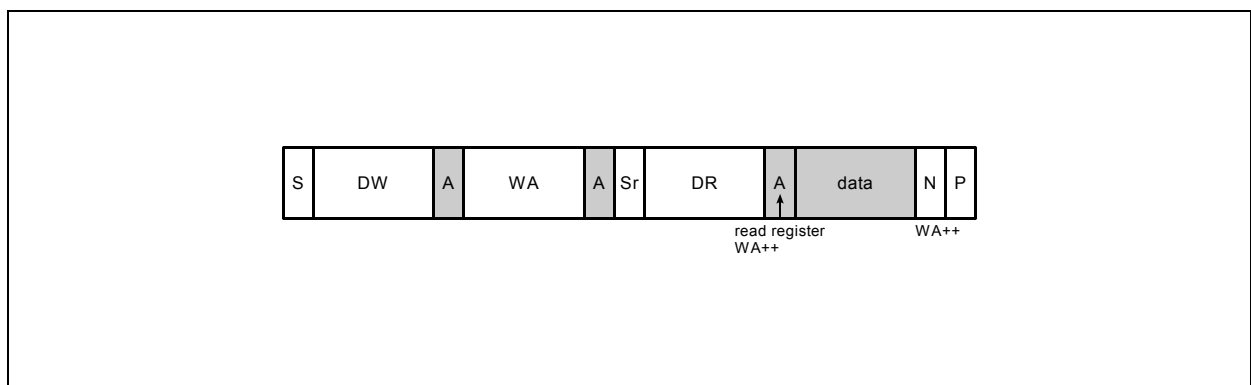 S DW A WA A Sr DR A data N P
read register WA++
WA++